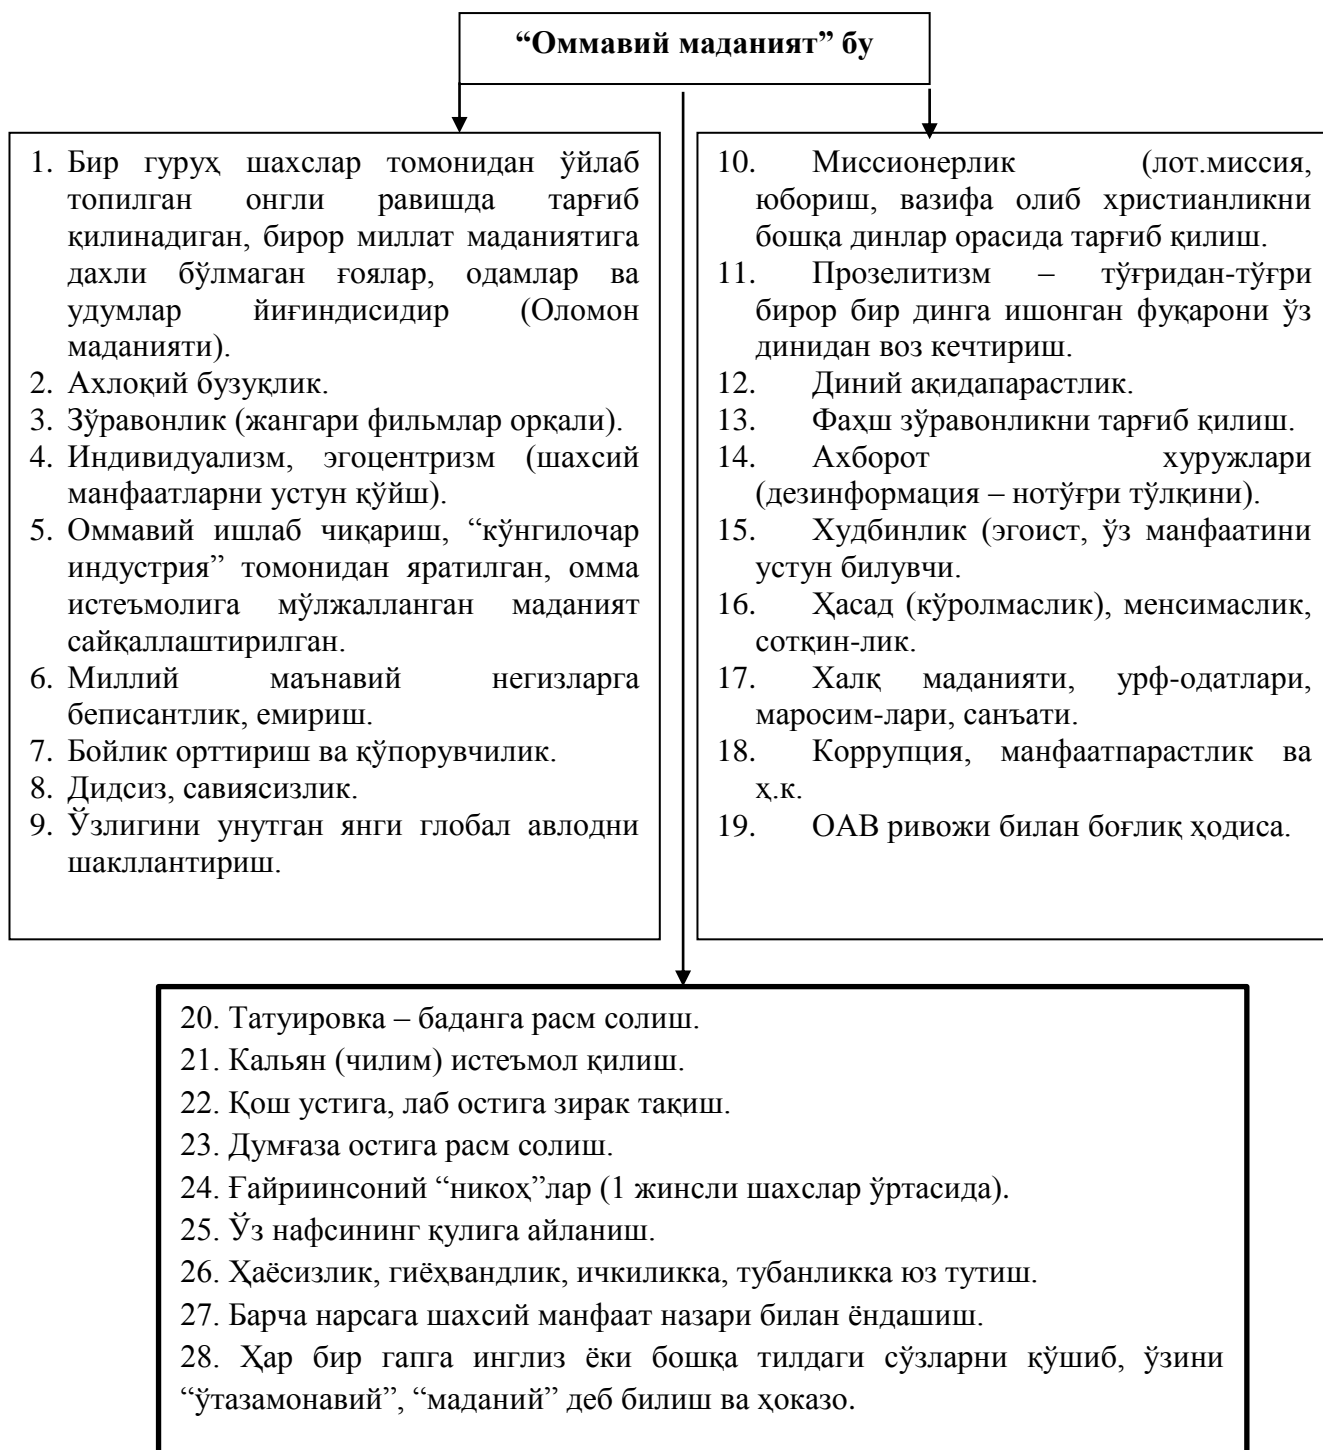 “Оммавий маданият” бу
1. Бир гуруҳ шахслар томонидан ўйлаб
топилган онгли равишда тарғиб
қилинадиган, бирор миллат маданиятига
дахли бўлмаган ғоялар, одамлар ва
удумлар йиғиндисидир (Оломон
маданияти).
2. Ахлоқий бузуқлик.
3. Зўравонлик (жангари фильмлар орқали).
4. Индивидуализм, эгоцентризм (шахсий
манфаатларни устун қўйш).
5. Оммавий ишлаб чиқариш, “кўнгилочар
индустрия” томонидан яратилган, омма
истеъмолига мўлжалланган маданият
сайқаллаштирилган.
6. Миллий маънавий негизларга
беписантлик, емириш.
7. Бойлик орттириш ва қўпорувчилик.
8. Дидсиз, савиясизлик.
9. Ўзлигини унутган янги глобал авлодни
шакллантириш.
10. Миссионерлик (лот.миссия,
юбориш, вазифа олиб христианликни
бошқа динлар орасида тарғиб қилиш.
11. Прозелитизм – тўғридан-тўғри
бирор бир динга ишонган фуқарони ўз
динидан воз кечтириш.
12. Диний ақидапарастлик.
13. Фаҳш зўравонликни тарғиб қилиш.
14. Ахборот хуружлари
(дезинформация – нотўғри тўлқини).
15. Худбинлик (эгоист, ўз манфаатини
устун билувчи.
16. Ҳасад (кўролмаслик), менсимаслик,
сотқин-лик.
17. Халқ маданияти, урф-одатлари,
маросим-лари, санъати.
18. Коррупция, манфаатпарастлик ва
ҳ.к.
19. ОАВ ривожи билан боғлиқ ҳодиса.
20. Татуировка – баданга расм солиш.
21. Кальян (чилим) истеъмол қилиш.
22. Қош устига, лаб остига зирак тақиш.
23. Думғаза остига расм солиш.
24. Ғайриинсоний “никоҳ”лар (1 жинсли шахслар ўртасида).
25. Ўз нафсининг қулига айланиш.
26. Ҳаёсизлик, гиёҳвандлик, ичкиликка, тубанликка юз тутиш.
27. Барча нарсага шахсий манфаат назари билан ёндашиш.
28. Ҳар бир гапга инглиз ёки бошқа тилдаги сўзларни қўшиб, ўзини
“ўтазамонавий”, “маданий” деб билиш ва ҳоказо.